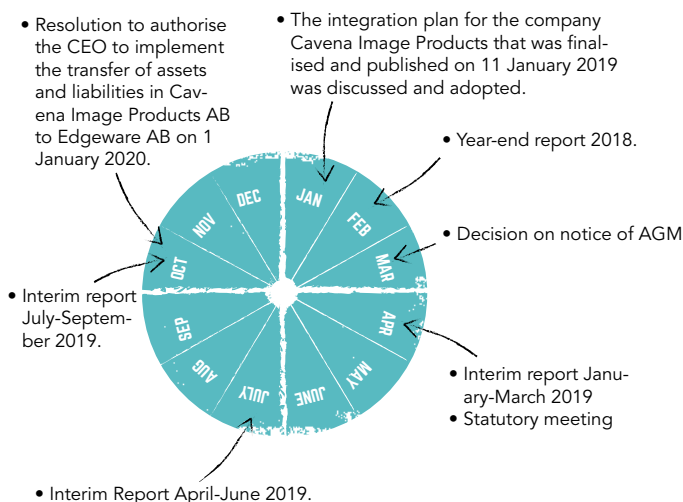 • Resolution to authorise
the CEO to implement
the transfer of assets
and liabilities in Cav-
ena Image Products AB
to Edgeware AB on 1
January 2020.
• The integration plan for the company
Cavena Image Products that was final-
ised and published on 11 January 2019
was discussed and adopted.
• Year-end report 2018.
• Decision on notice of AGM
• Interim report Janu-
ary-March 2019
• Statutory meeting
• Interim Report April-June 2019.
• Interim report
July-Septem-
ber 2019.
JAN
FEB
MAR
APR
MAY
JUNE
JULY
AUG
SEP
OCT
NOV
DEC